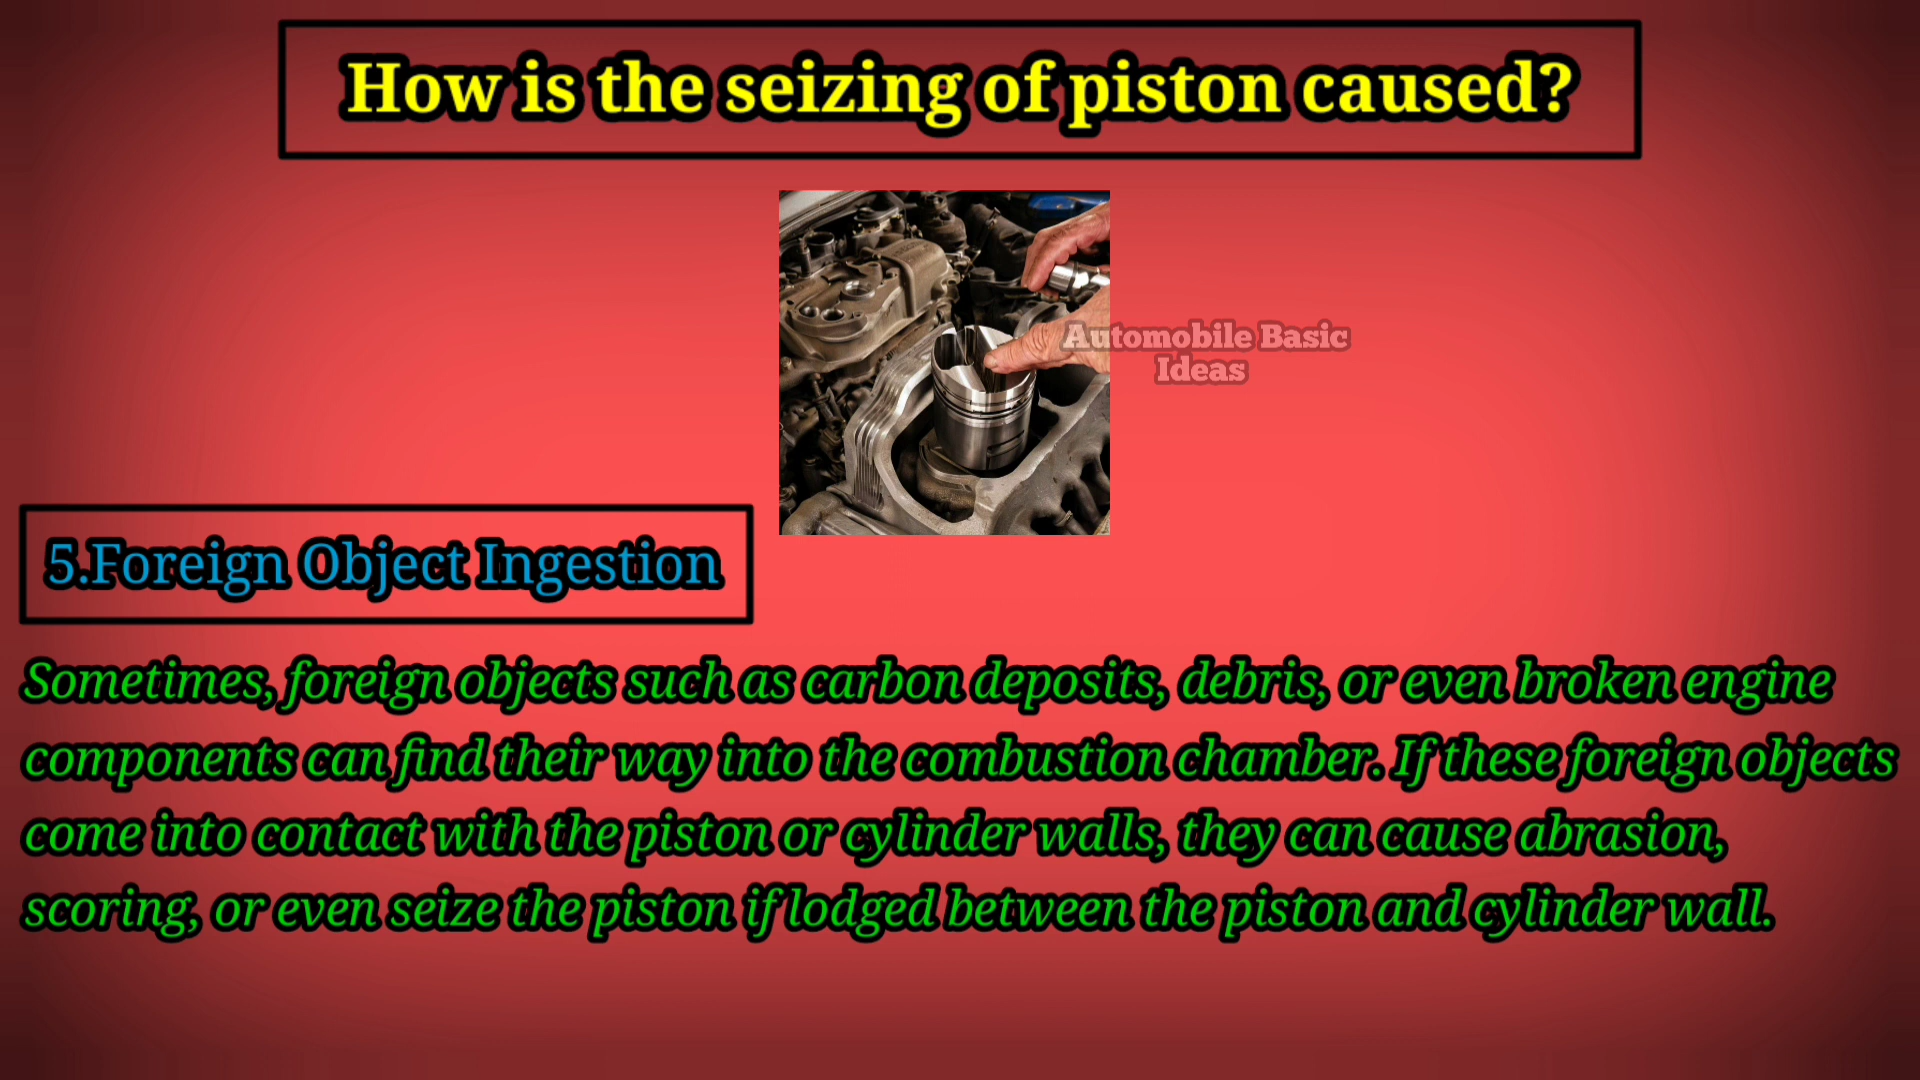 How is the seizing of piston caused?
Automobile Basic
Ideas
5.Foreign Object Ingestion
Sometimes, foreign objects such as carbon deposits, debris, or even broken engine
components can find their way into the combustion chamber. If these foreign objects
come into contact with the piston or cylinder walls, they can cause abrasion,
scoring, or even seize the piston if lodged between the piston and cylinder wall.